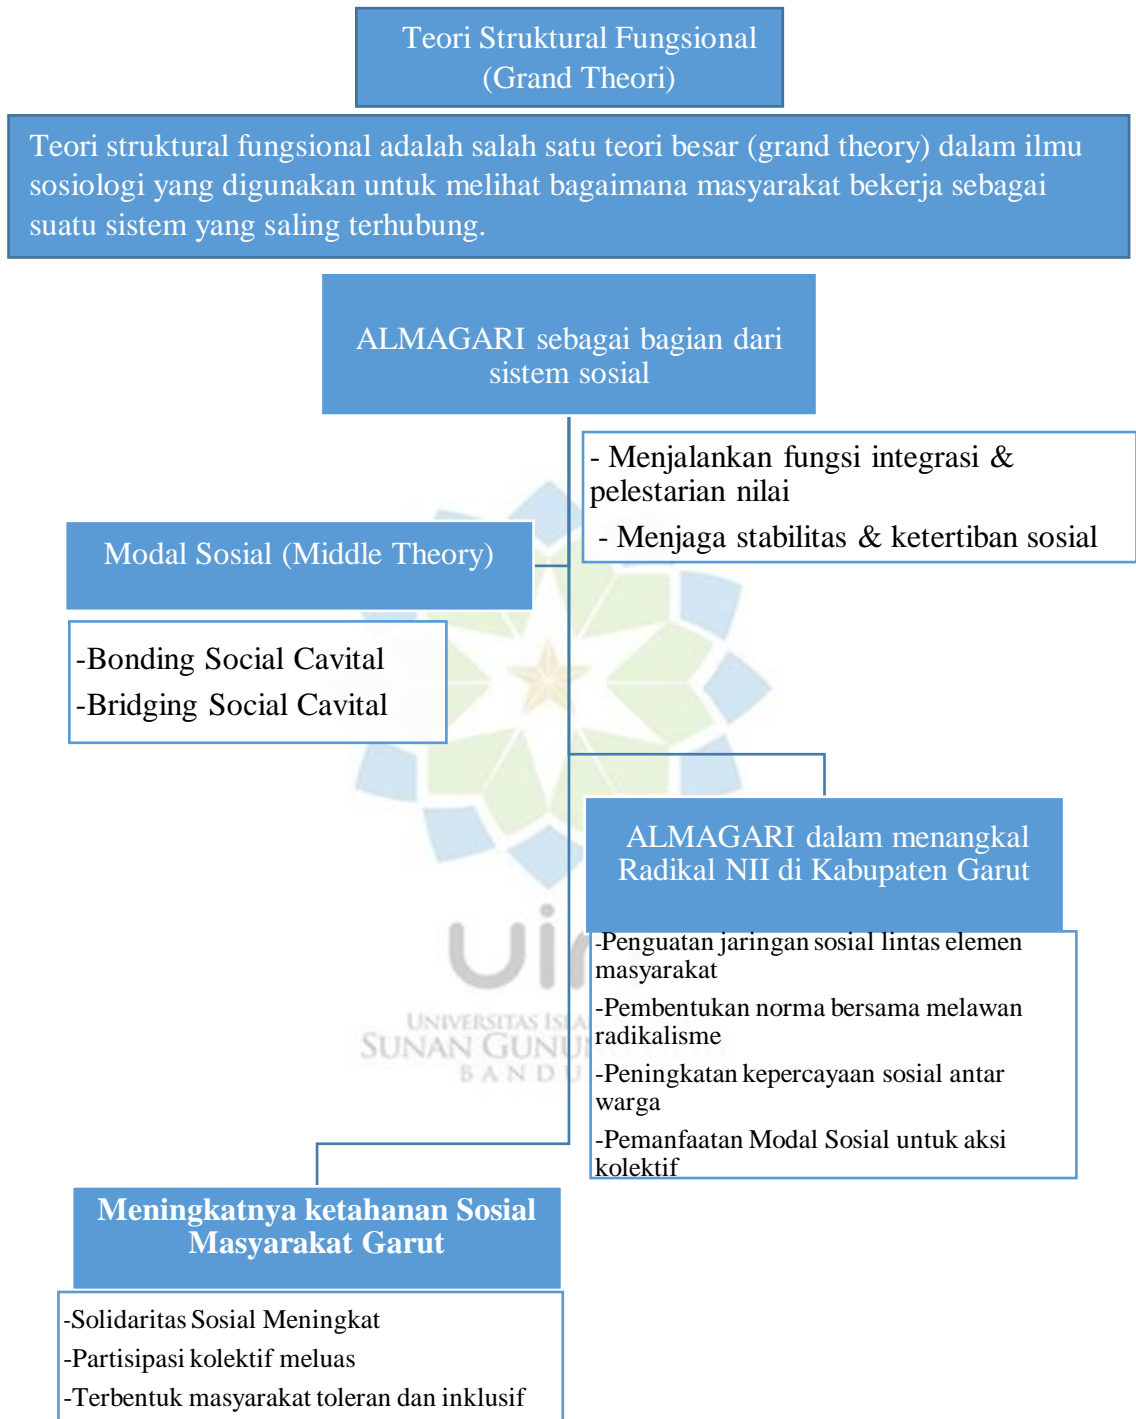 Teori Struktural Fungsional
(Grand Theori)
Teori struktural fungsional adalah salah satu teori besar (grand theory) dalam ilmu
sosiologi yang digunakan untuk melihat bagaimana masyarakat bekerja sebagai
suatu sistem yang saling terhubung.
ALMAGARI sebagai bagian dari
sistem sosial
- Menjalankan fungsi integrasi &
pelestarian nilai
- Menjaga stabilitas & ketertiban sosial
Modal Sosial (Middle Theory)
-Bonding Social Cavital
-Bridging Social Cavital
ALMAGARI dalam menangkal
Radikal NII di Kabupaten Garut
-Penguatan jaringan sosial lintas elemen
masyarakat
-Pembentukan norma bersama melawan
radikalisme
-Peningkatan kepercayaan sosial antar
warga
-Pemanfaatan Modal Sosial untuk aksi
kolektif
UNIVERSITAS
SUNAN
Meningkatnya ketahanan Sosial
Masyarakat Garut
-Solidaritas Sosial Meningkat
-Partisipasi kolektif meluas
-Terbentuk masyarakat toleran dan inklusif